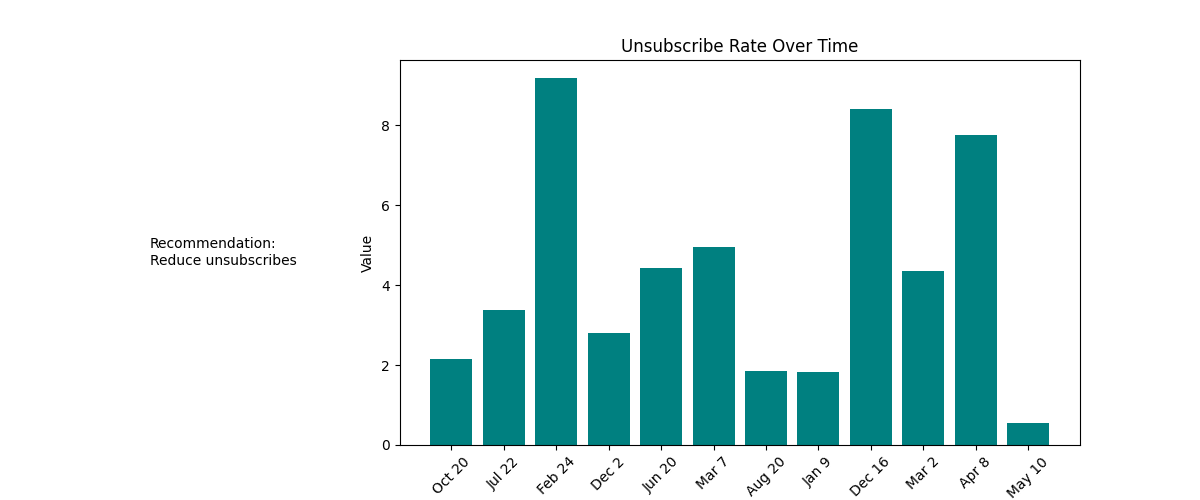 Unsubscribe Rate Over Time
Recommendation:
Reduce unsubscribes
Value
8
6
4
2
0
Oct 20
Jul 22
Feb 24
Dec 2
Jun 20
Mar 7
Aug 20
Jan 9
Dec 16
Mar 2
Apr 8
May 10